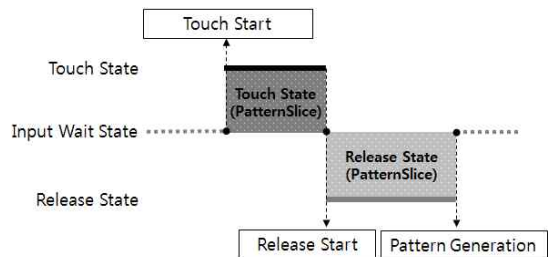 Touch Start
Touch State
Touch State
(PatternSlice)
Input Wait State
Release State
(PatternSlice)
Release State
Release Start
Pattern Generation